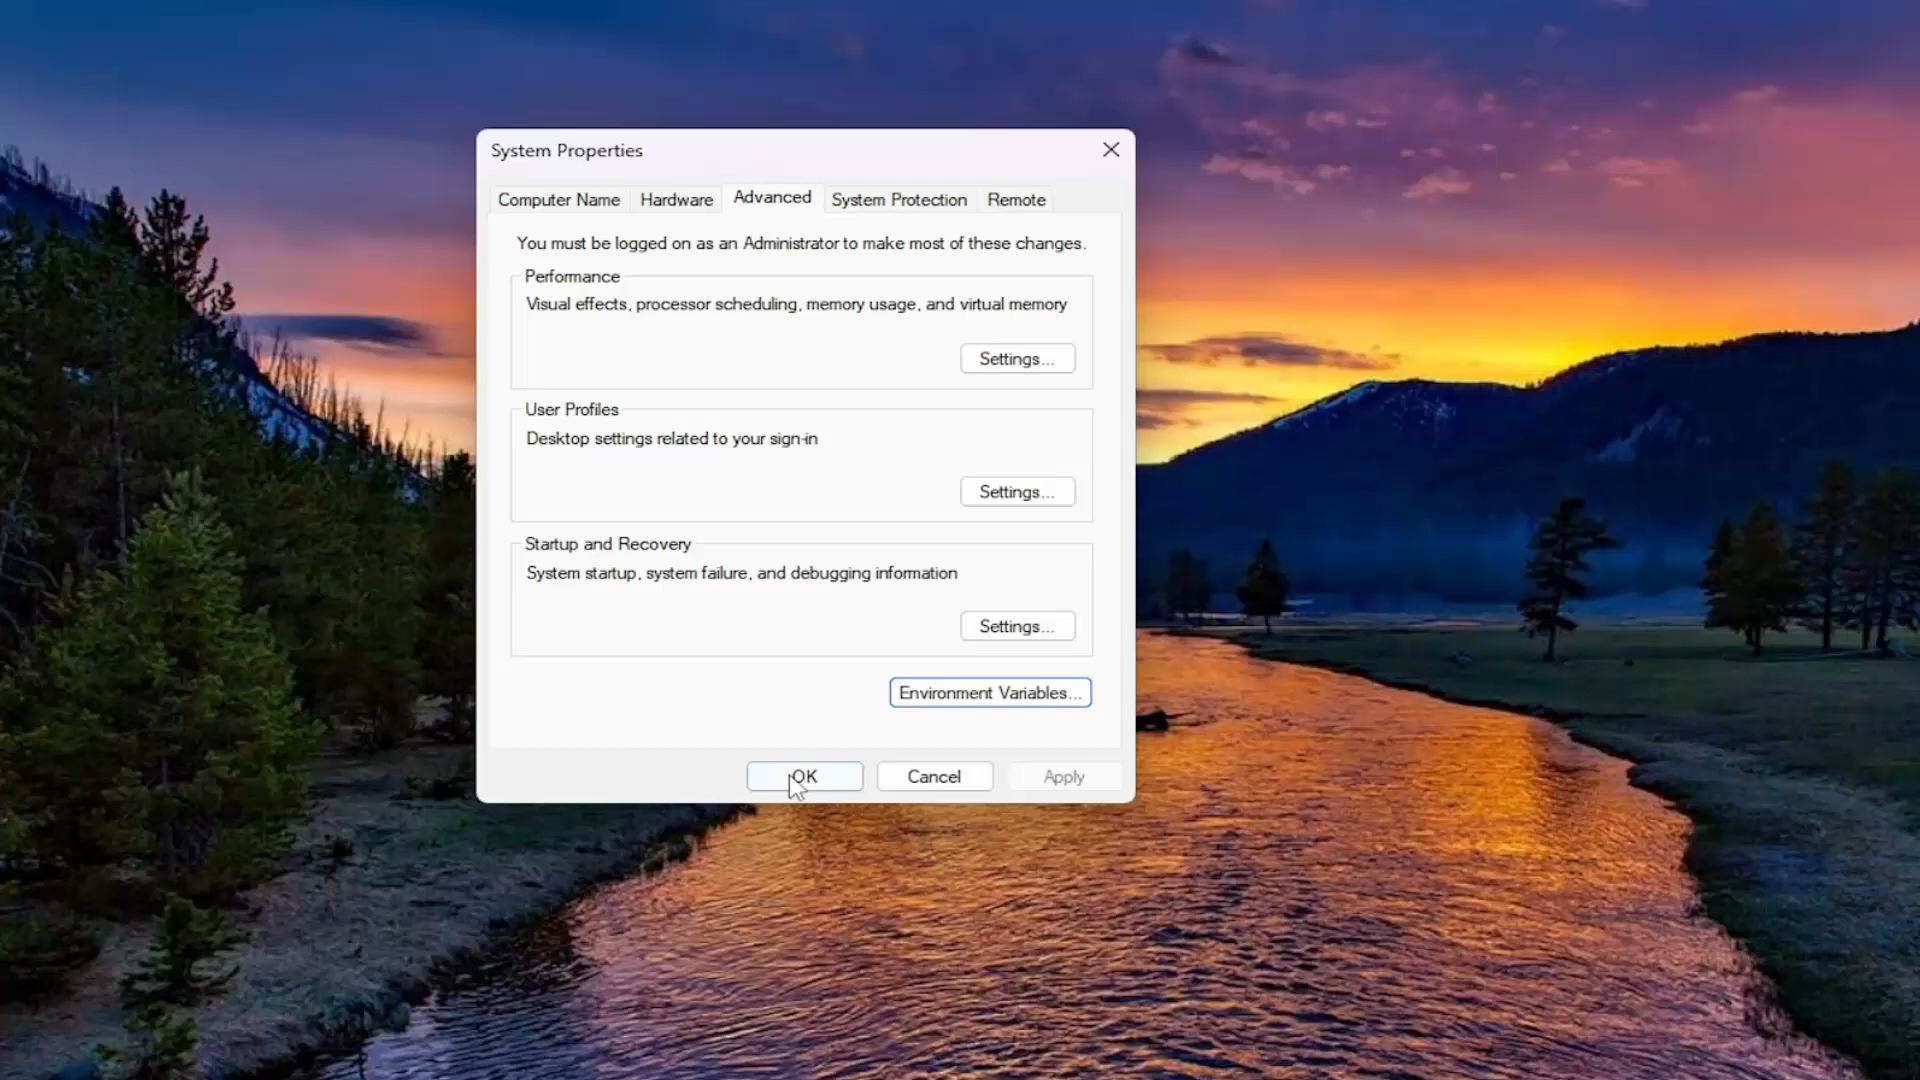 System Properties
Computer Name Hardware Advanced System Protection Remote
You must be logged on as an Administrator to make most of these changes.
Performance
Visual effects, processor scheduling, memory usage, and virtual memory
Settings...
User Profiles
Desktop settings related to your sign-in
Settings...
Startup and Recovery
System startup, system failure, and debugging information
Settings...
Environment Variables...
OK Cancel Apply